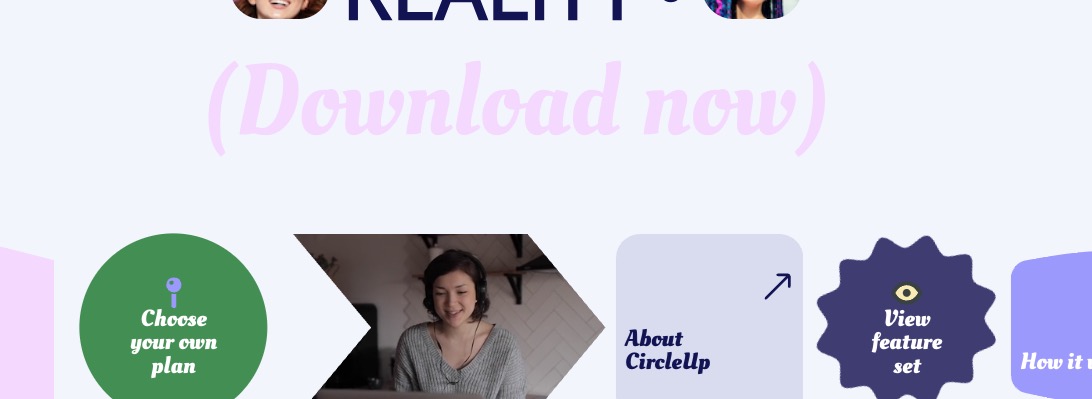 REALITY
(Download now)
Choose
your own
plan
About
CircleUp
View
feature
set
How it